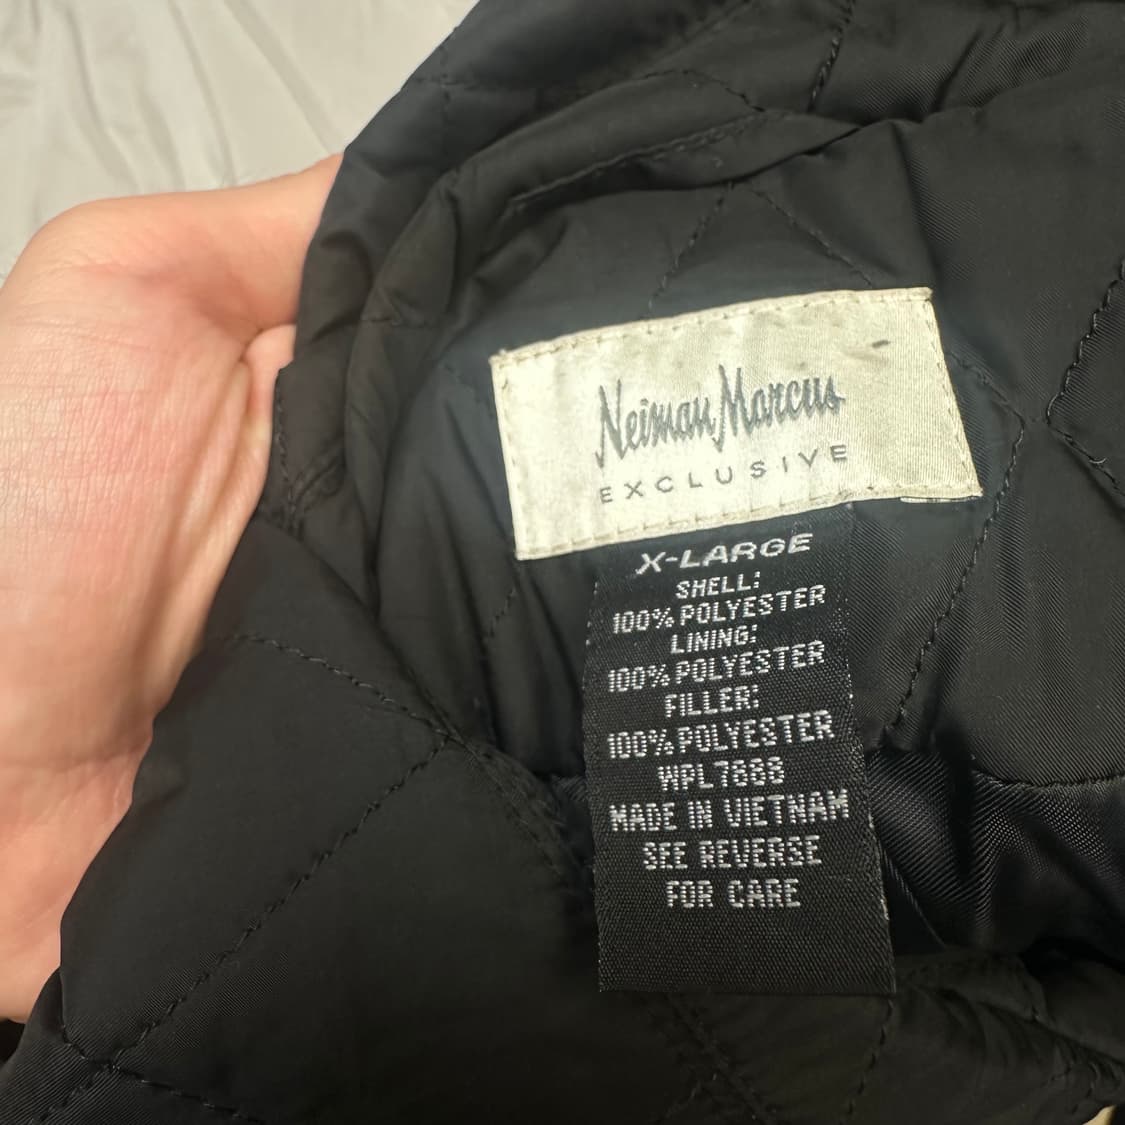 Neiman Marcus
EXCLUSIVE
X-LARGE
SHELL:
100% POLYESTER
LINING:
100% POLYESTER
FILLER:
100% POLYESTER
WPL7888
MADE IN VIETNAM
SEE REVERSE
FOR CARE